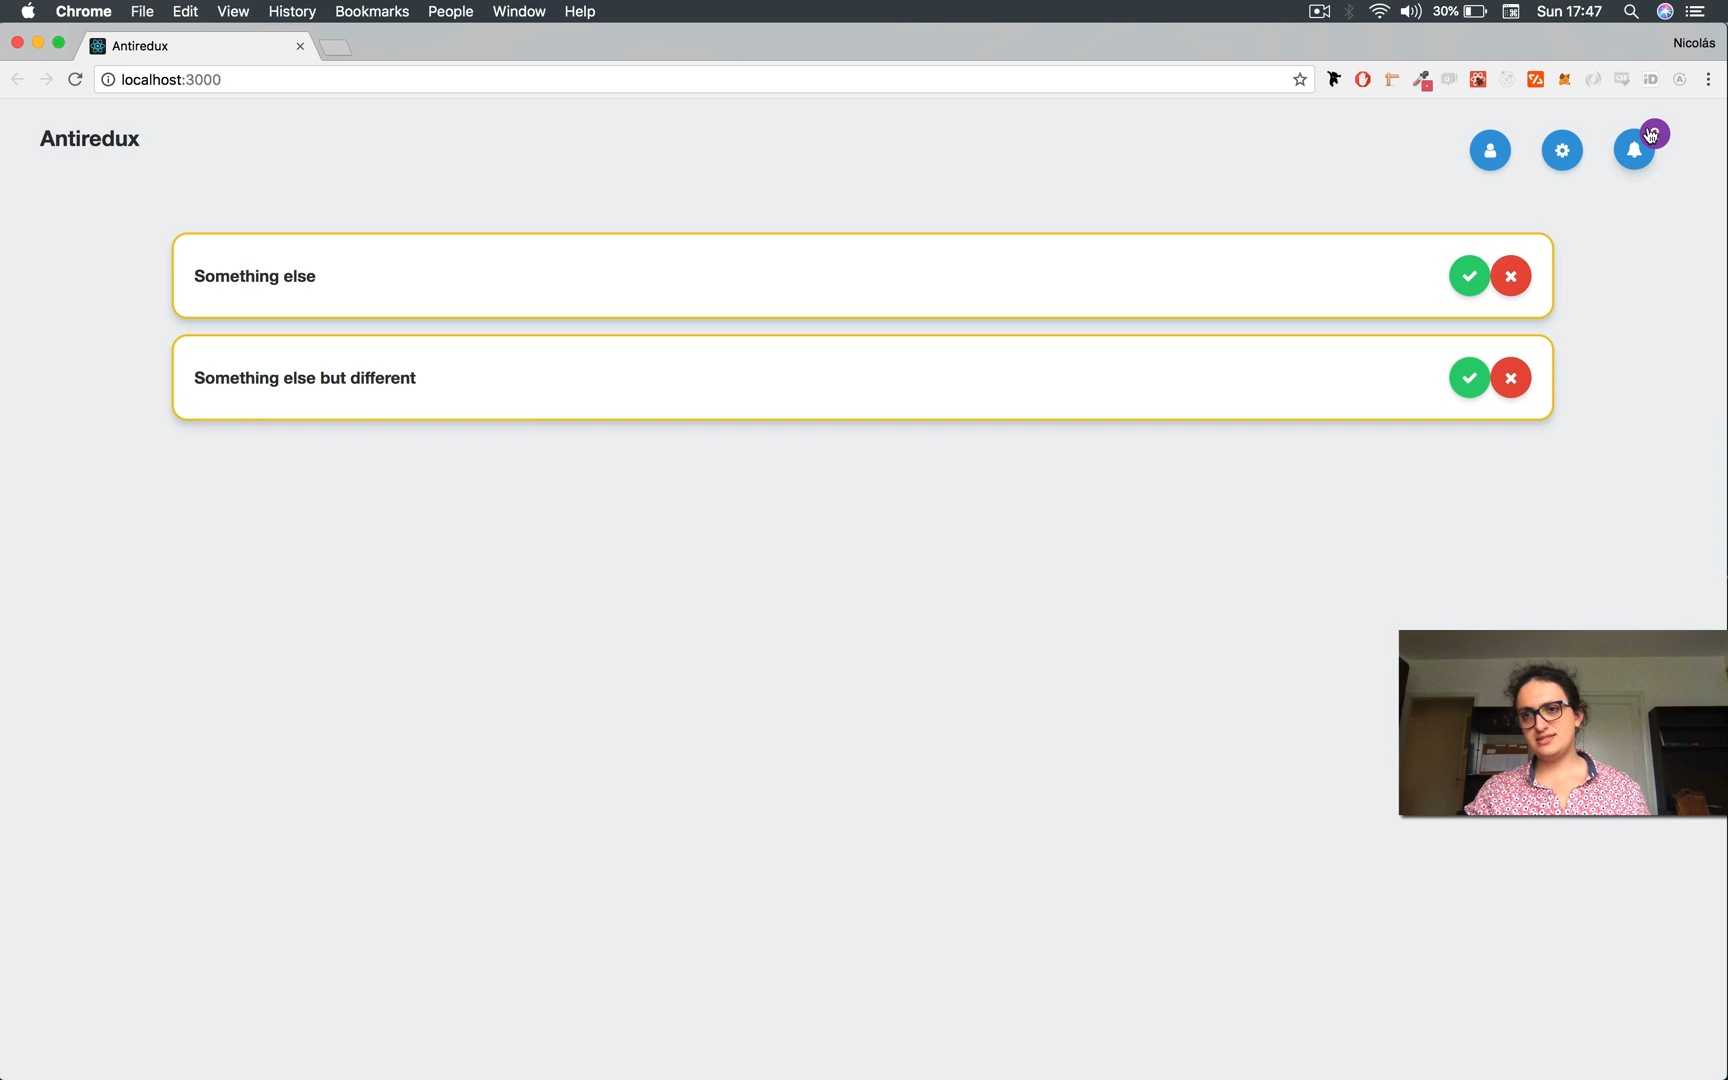 Chrome File Edit View History Bookmarks People Window Help 30% Sun 17:47
Antiredux
Nicolás
localhost:3000
Antiredux
Something else
Something else but different